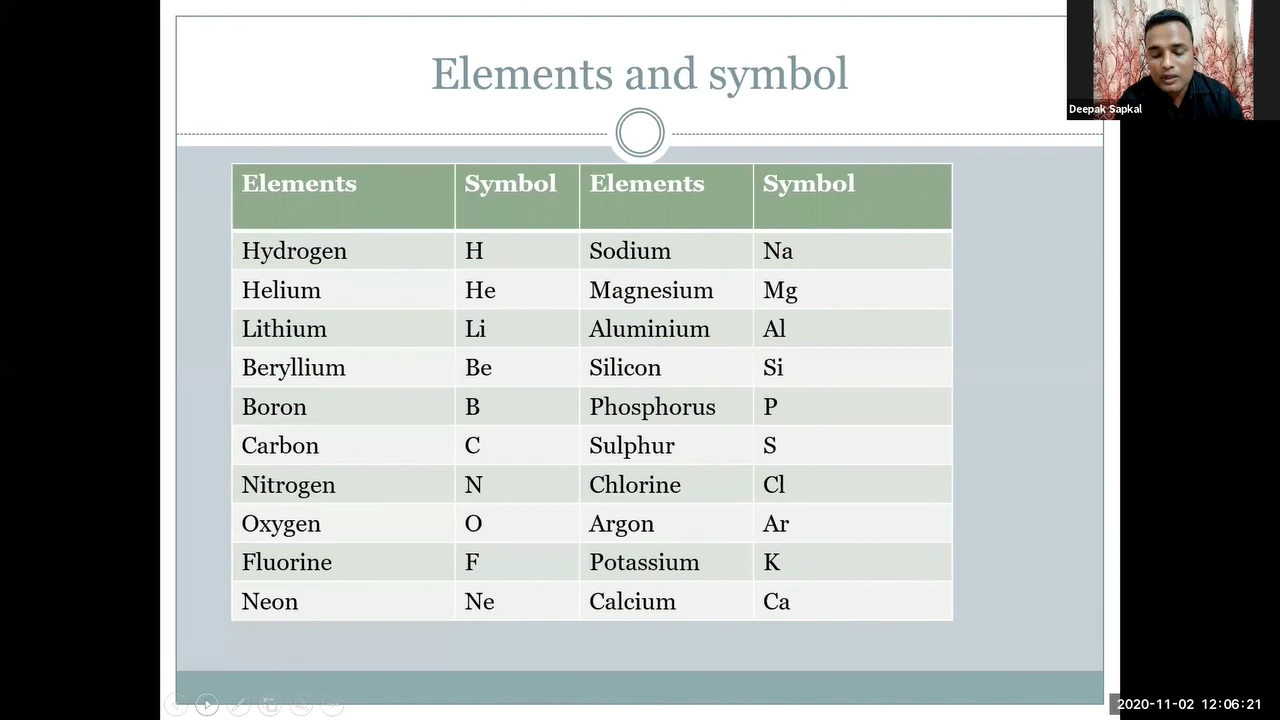 Elements and symbol
Deepak Sapkal
Elements Symbol Elements Symbol
Hydrogen H Sodium Na
Helium He Magnesium Mg
Lithium Li Aluminium Al
Beryllium Be Silicon Si
Boron B Phosphorus P
Carbon C Sulphur S
Nitrogen N Chlorine Cl
Oxygen O Argon Ar
Fluorine F Potassium K
Neon Ne Calcium Ca
2020-11-02 12:06:21